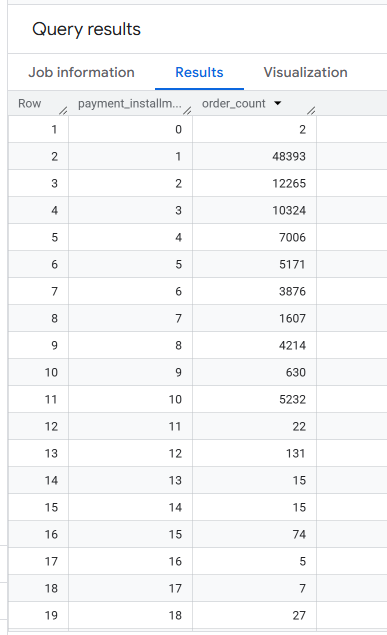 Query results
Job information Results Visualization
Row payment_installm... order_count
1 0 2
2 1 48393
3 2 12265
4 3 10324
5 4 7006
6 5 5171
7 6 3876
8 7 1607
9 8 4214
10 9 630
11 10 5232
12 11 22
13 12 131
14 13 15
15 14 15
16 15 74
17 16 5
18 17 7
19 18 27